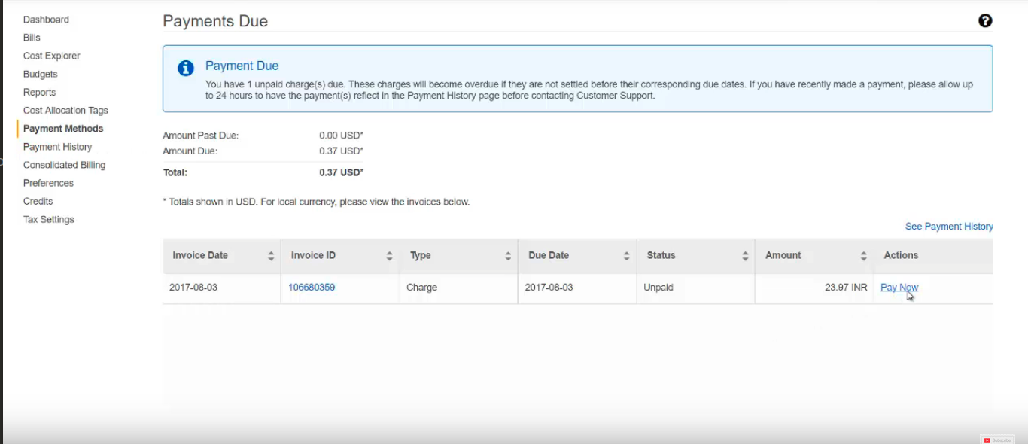 Dashboard
Bills
Cost Explorer
Budgets
Reports
Cost Allocation Tags
Payment Methods
Payment History
Consolidated Billing
Preferences
Credits
Tax Settings
Payments Due
?
i
Payment Due
You have 1 unpaid charge(s) due. These charges will become overdue if they are not settled before their corresponding due dates. If you have recently made a payment, please allow up
to 24 hours to have the payment(s) reflect in the Payment History page before contacting Customer Support.
Amount Past Due: 0.00 USD*
Amount Due: 0.37 USD*
Total: 0.37 USD*
* Totals shown in USD. For local currency, please view the invoices below.
See Payment History
Invoice Date Invoice ID Type Due Date Status Amount Actions
2017-08-03 106680359 Charge 2017-08-03 Unpaid 23.97 INR Pay Now